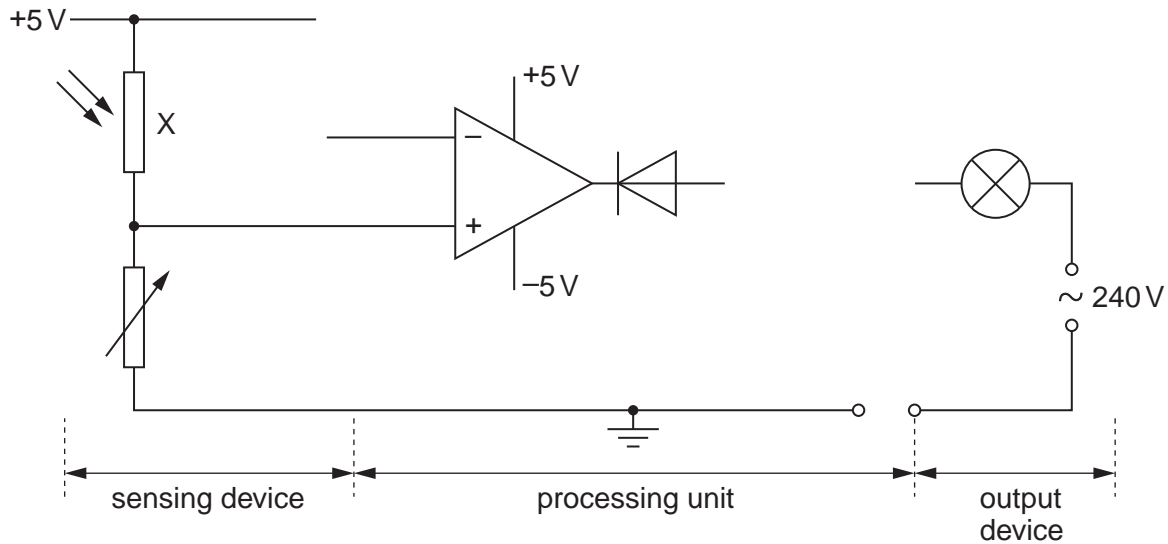 +5 V
+5 V
X
–
+
–5 V
~ 240 V
sensing device
processing unit
output
device